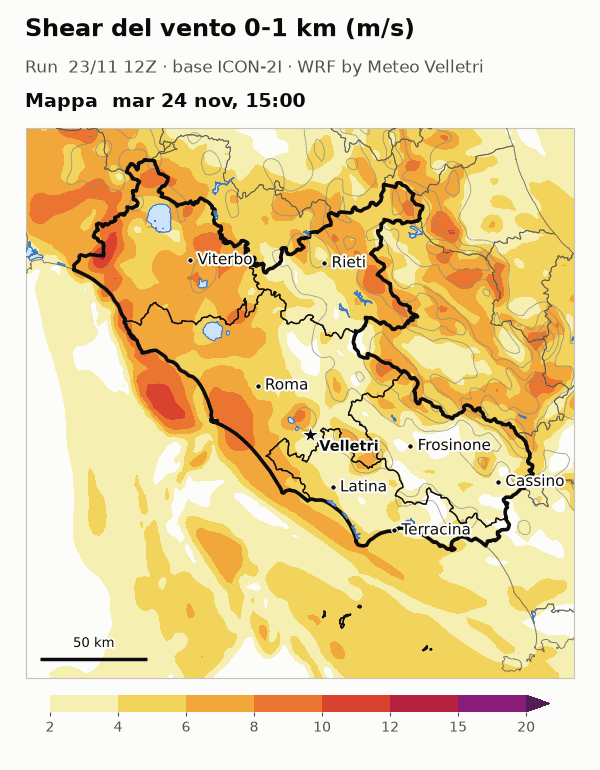 Shear del vento 0-1 km (m/s)
Run  23/11 12Z · base ICON-2I · WRF by Meteo Velletri
Mappa  mar 24 nov, 15:00
Viterbo
Rieti
Roma
Velletri
Frosinone
Cassino
Latina
Terracina
50 km
2 4 6 8 10 12 15 20